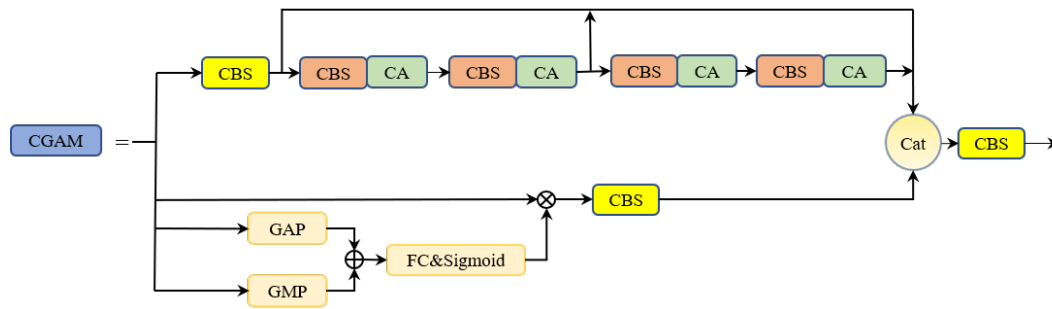 CBS CBS CA CBS CA CBS CA CBS CA
CGAM = Cat CBS
CBS
GAP
FC&Sigmoid
GMP